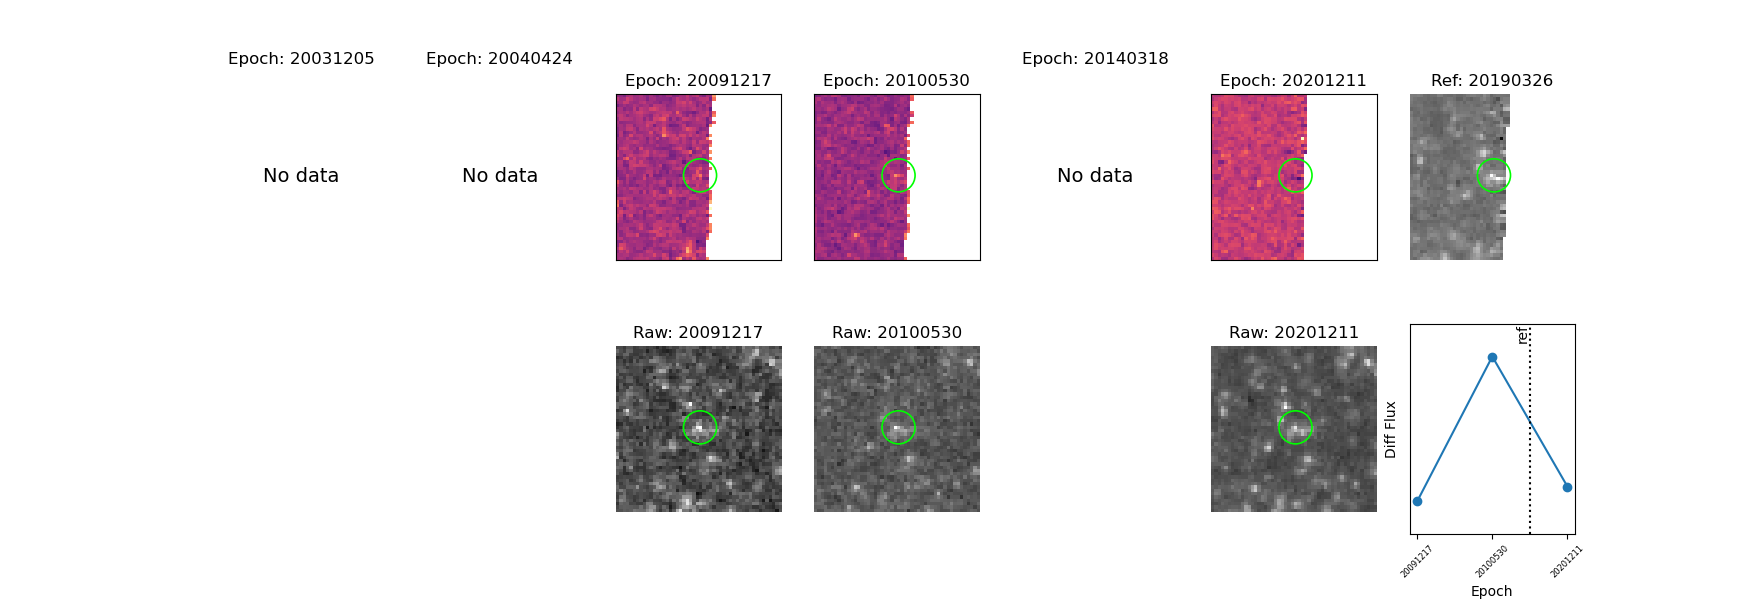 Epoch: 20031205
Epoch: 20040424
Epoch: 20091217
Epoch: 20100530
Epoch: 20140318
Epoch: 20201211
Ref: 20190326
No data
No data
No data
Raw: 20091217
Raw: 20100530
Raw: 20201211
ref
Diff Flux
20091217
20100530
20201211
Epoch